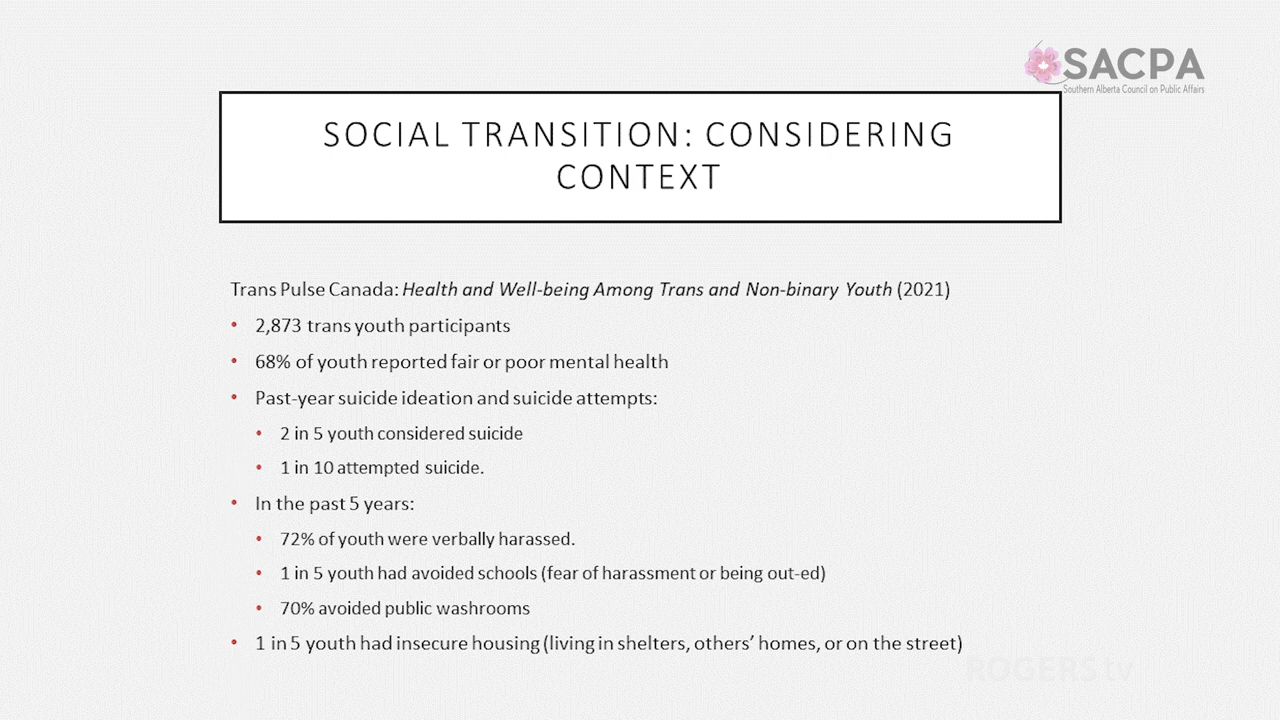 SACPA
Southern Alberta Council on Public Affairs
SOCIAL TRANSITION: CONSIDERING
CONTEXT
Trans Pulse Canada: Health and Well-being Among Trans and Non-binary Youth (2021)
• 2,873 trans youth participants
• 68% of youth reported fair or poor mental health
• Past-year suicide ideation and suicide attempts:
• 2 in 5 youth considered suicide
• 1 in 10 attempted suicide.
• In the past 5 years:
• 72% of youth were verbally harassed.
• 1 in 5 youth had avoided schools (fear of harassment or being out-ed)
• 70% avoided public washrooms
• 1 in 5 youth had insecure housing (living in shelters, others’ homes, or on the street)
ROGERS tv